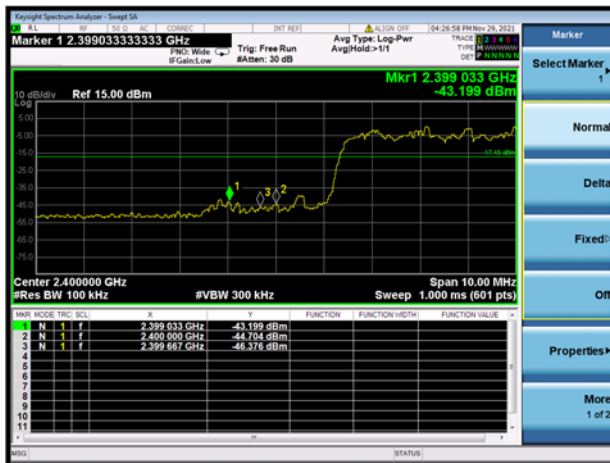 Keysight Spectrum Analyzer - Swept SA
RL RF 50 Ω AC CORREC INT REF ALIGN OFF 04:26:58 PM Nov 29, 2021
Marker 1 2.399033333333 GHz
PNO: Wide
IFGain:Low
Trig: Free Run
#Atten: 30 dB
Avg Type: Log-Pwr
Avg|Hold:>1/1
TRACE 1 2 3 4 5 6
TYPE M WWWWW
DET P N N N N N
Mkr1 2.399 033 GHz
-43.199 dBm
10 dB/div Ref 15.00 dBm
Log
5.00
-5.00
-15.0
-25.0
-35.0
-45.0
-55.0
-65.0
-75.0
-17.45 dBm
1
3
2
Center 2.400000 GHz Span 10.00 MHz
#Res BW 100 kHz #VBW 300 kHz Sweep 1.000 ms (601 pts)
MKR MODE TRC SCL X Y FUNCTION FUNCTION WIDTH FUNCTION VALUE
1 N 1 f 2.399 033 GHz -43.199 dBm
2 N 1 f 2.400 000 GHz -44.704 dBm
3 N 1 f 2.399 667 GHz -46.376 dBm
4
5
6
7
8
9
10
11
MSG STATUS
Marker
Select Marker
1
Normal
Delta
Fixed
Off
Properties
More
1 of 2